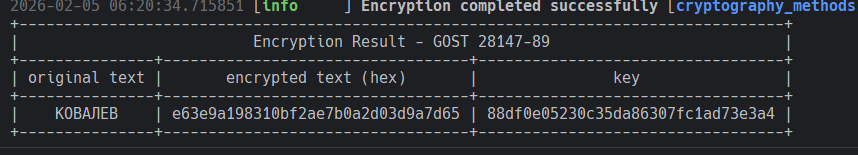 2026-02-05 06:20:34.715851 [info     ] Encryption completed successfully [cryptography_methods
Encryption Result - GOST 28147-89
original text | encrypted text (hex) | key
КОВАЛЕВ | e63e9a198310bf2ae7b0a2d03d9a7d65 | 88df0e05230c35da86307fc1ad73e3a4